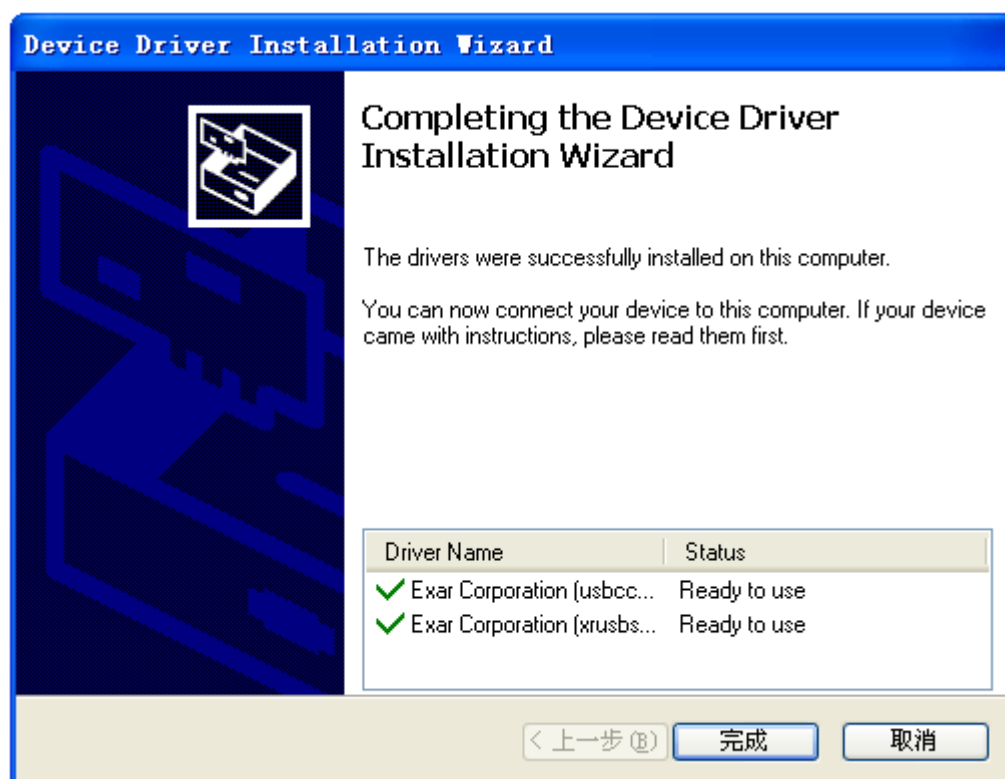 Device Driver Installation Wizard
Completing the Device Driver
Installation Wizard
The drivers were successfully installed on this computer.
You can now connect your device to this computer. If your device
came with instructions, please read them first.
Driver Name Status
Exar Corporation (usbcc... Ready to use
Exar Corporation (xrusbs... Ready to use
< 上一步(B) 完成 取消